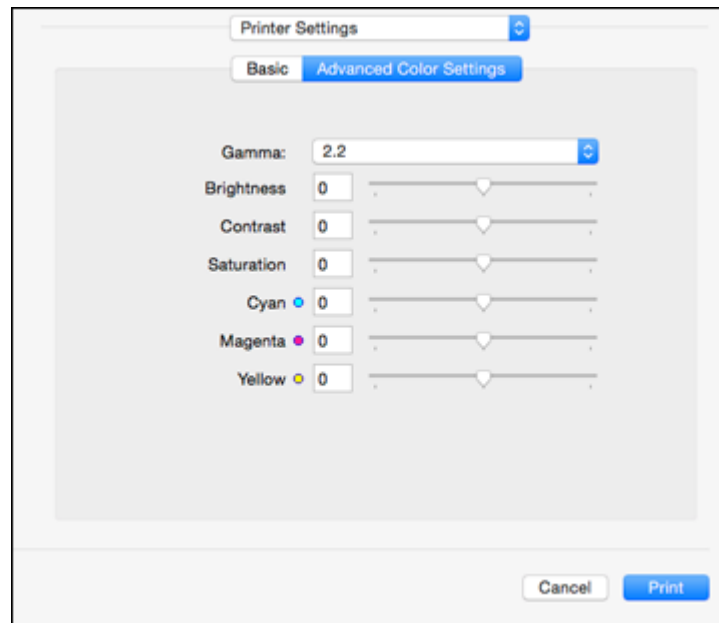 Printer Settings
Basic Advanced Color Settings
Gamma: 2.2
Brightness 0
Contrast 0
Saturation 0
Cyan 0
Magenta 0
Yellow 0
Cancel Print